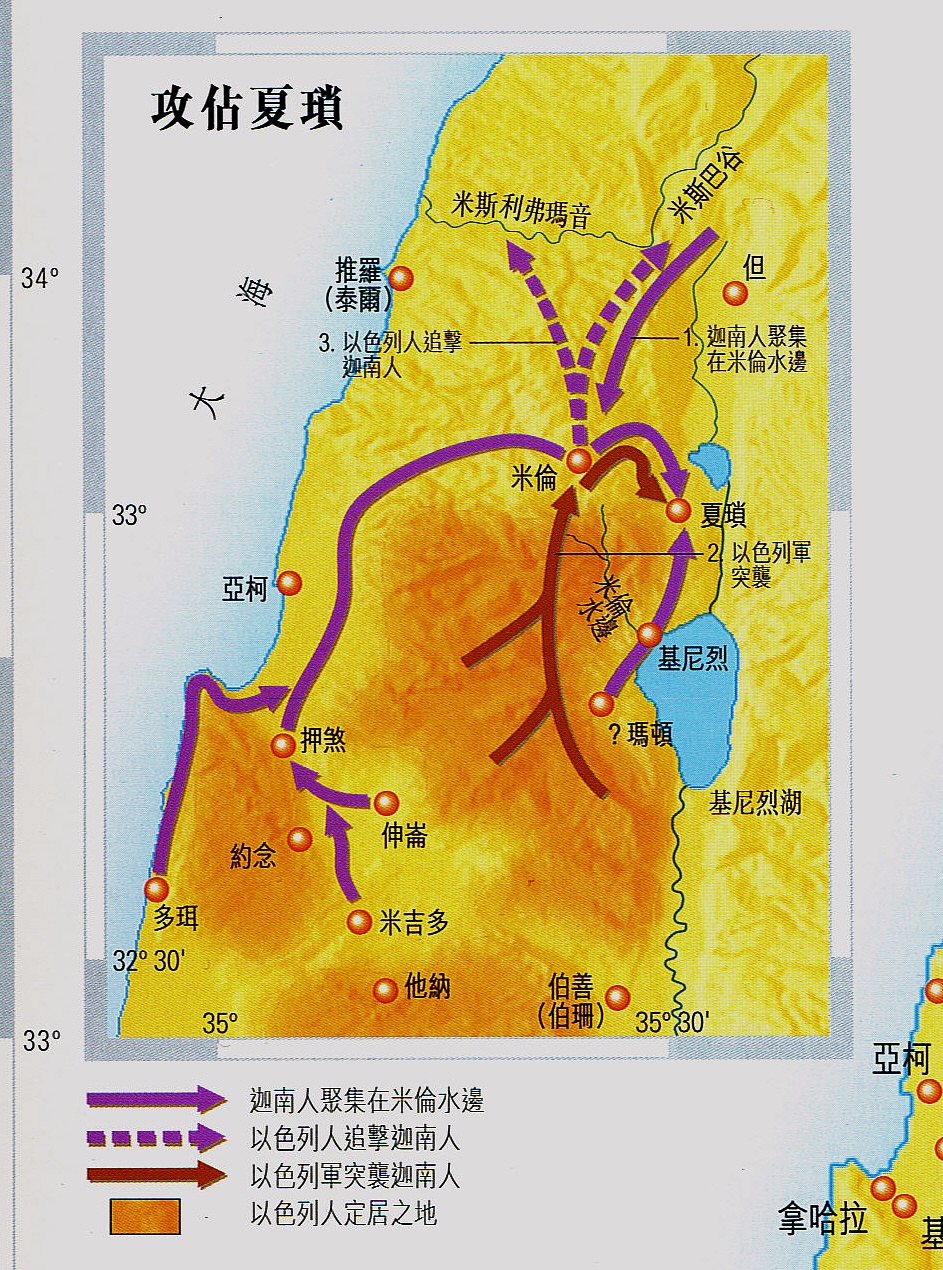 攻佔夏瑣
米斯利弗瑪音
米斯巴谷
34°
推羅
(泰爾)
大海
但
3. 以色列人追擊
迦南人
1. 迦南人聚集
在米倫水邊
米倫
33°
夏瑣
2. 以色列軍
突襲
亞柯
米倫
水邊
基尼烈
?瑪頓
押煞
基尼烈湖
伸崙
約念
多珥
米吉多
32° 30'
他納
伯善
(伯珊)
35°
35° 30'
33°
迦南人聚集在米倫水邊
以色列人追擊迦南人
以色列軍突襲迦南人
以色列人定居之地
亞柯
拿哈拉
基